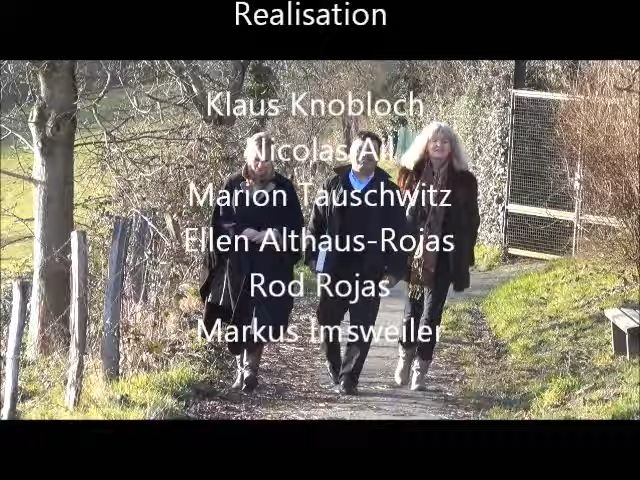 Realisation
Klaus Knobloch
Nicolas
Marion Tauschwitz
Ellen Althaus-Rojas
Rod Rojas
Markus Imsweiler